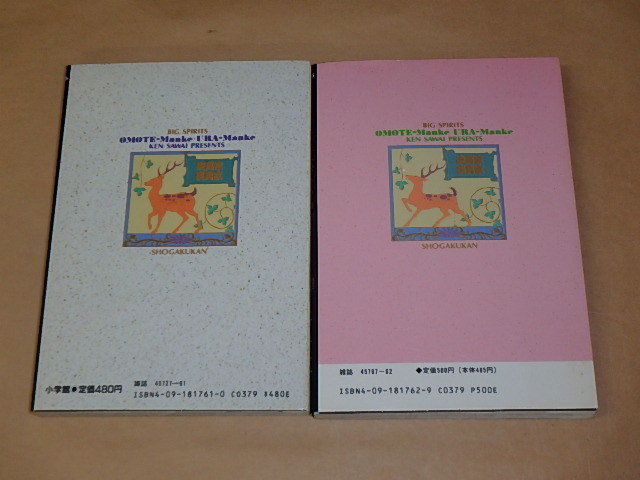 BIG SPIRITS
OMOTE-Manke URA-Manke
KEN SAWAI PRESENTS
SHOGAKUKAN
小学館◆定価480円
雑誌 45727-61
ISBN4-09-181761-0 C0379 ¥480E
BIG SPIRITS
OMOTE-Manke URA-Manke
KEN SAWAI PRESENTS
SHOGAKUKAN
雑誌 45767-62 ◆定価500円〔本体485円〕
ISBN4-09-181762-9 C0379 P500E